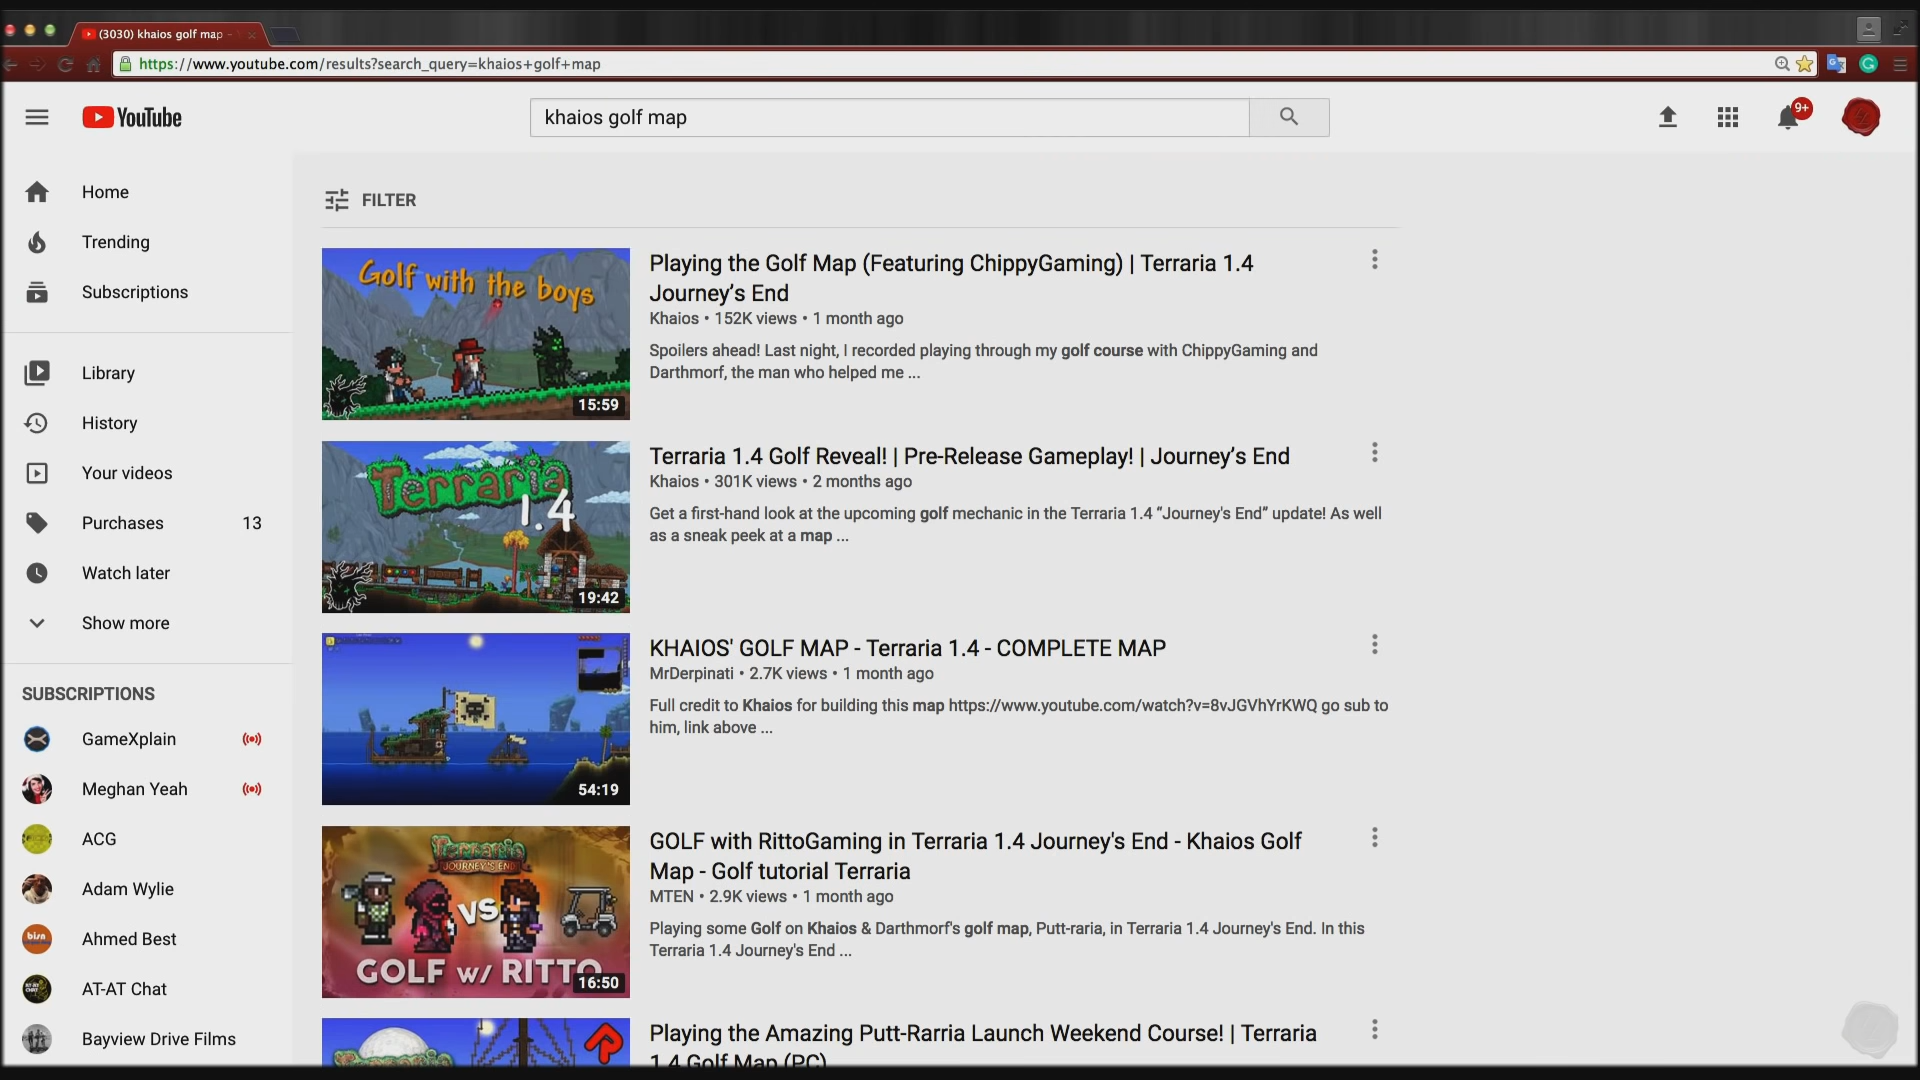 (3030) khaios golf map -
https://www.youtube.com/results?search_query=khaios+golf+map
YouTube
khaios golf map
9+
Home
Trending
Subscriptions
Library
History
Your videos
Purchases 13
Watch later
Show more
SUBSCRIPTIONS
GameXplain
Meghan Yeah
ACG
Adam Wylie
Ahmed Best
AT-AT Chat
Bayview Drive Films
FILTER
Golf with the boys
15:59
Playing the Golf Map (Featuring ChippyGaming) | Terraria 1.4
Journey’s End
Khaios • 152K views • 1 month ago
Spoilers ahead! Last night, I recorded playing through my golf course with ChippyGaming and
Darthmorf, the man who helped me ...
Terraria
1.4
19:42
Terraria 1.4 Golf Reveal! | Pre-Release Gameplay! | Journey’s End
Khaios • 301K views • 2 months ago
Get a first-hand look at the upcoming golf mechanic in the Terraria 1.4 “Journey's End” update! As well
as a sneak peek at a map ...
54:19
KHAIOS' GOLF MAP - Terraria 1.4 - COMPLETE MAP
MrDerpinati • 2.7K views • 1 month ago
Full credit to Khaios for building this map https://www.youtube.com/watch?v=8vJGVhYrKWQ go sub to
him, link above ...
Terraria
JOURNEY'S END
VS.
GOLF W/ RITTO
16:50
GOLF with RittoGaming in Terraria 1.4 Journey's End - Khaios Golf
Map - Golf tutorial Terraria
MTEN • 2.9K views • 1 month ago
Playing some Golf on Khaios & Darthmorf's golf map, Putt-raria, in Terraria 1.4 Journey's End. In this
Terraria 1.4 Journey's End ...
Playing the Amazing Putt-Rarria Launch Weekend Course! | Terraria
1.4 Golf Map (PC)